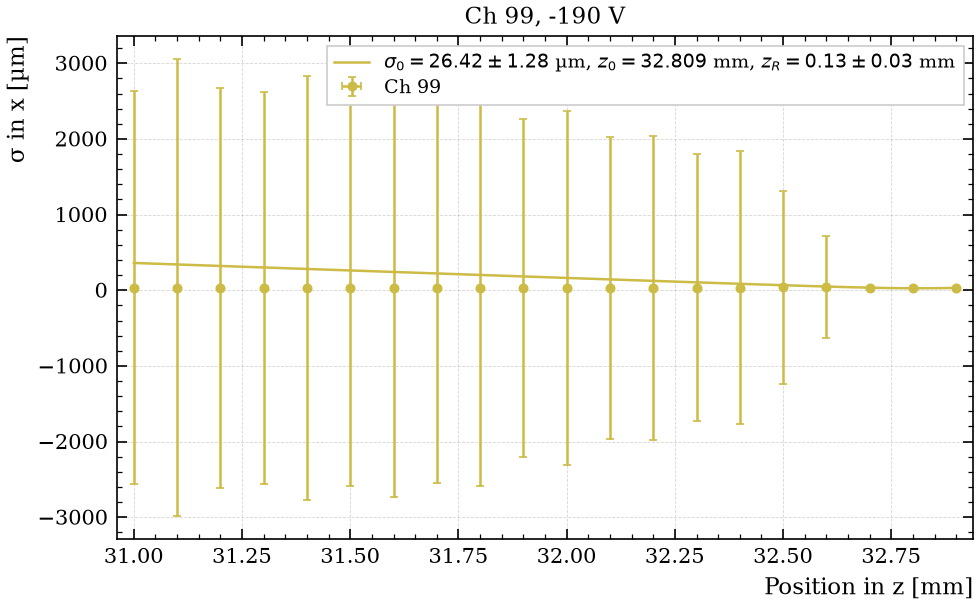 Ch 99, -190 V
σ in x [µm]
σ₀ = 26.42 ± 1.28 µm, z₀ = 32.809 mm, z_R = 0.13 ± 0.03 mm
Ch 99
3000
2000
1000
0
−1000
−2000
−3000
31.00 31.25 31.50 31.75 32.00 32.25 32.50 32.75
Position in z [mm]